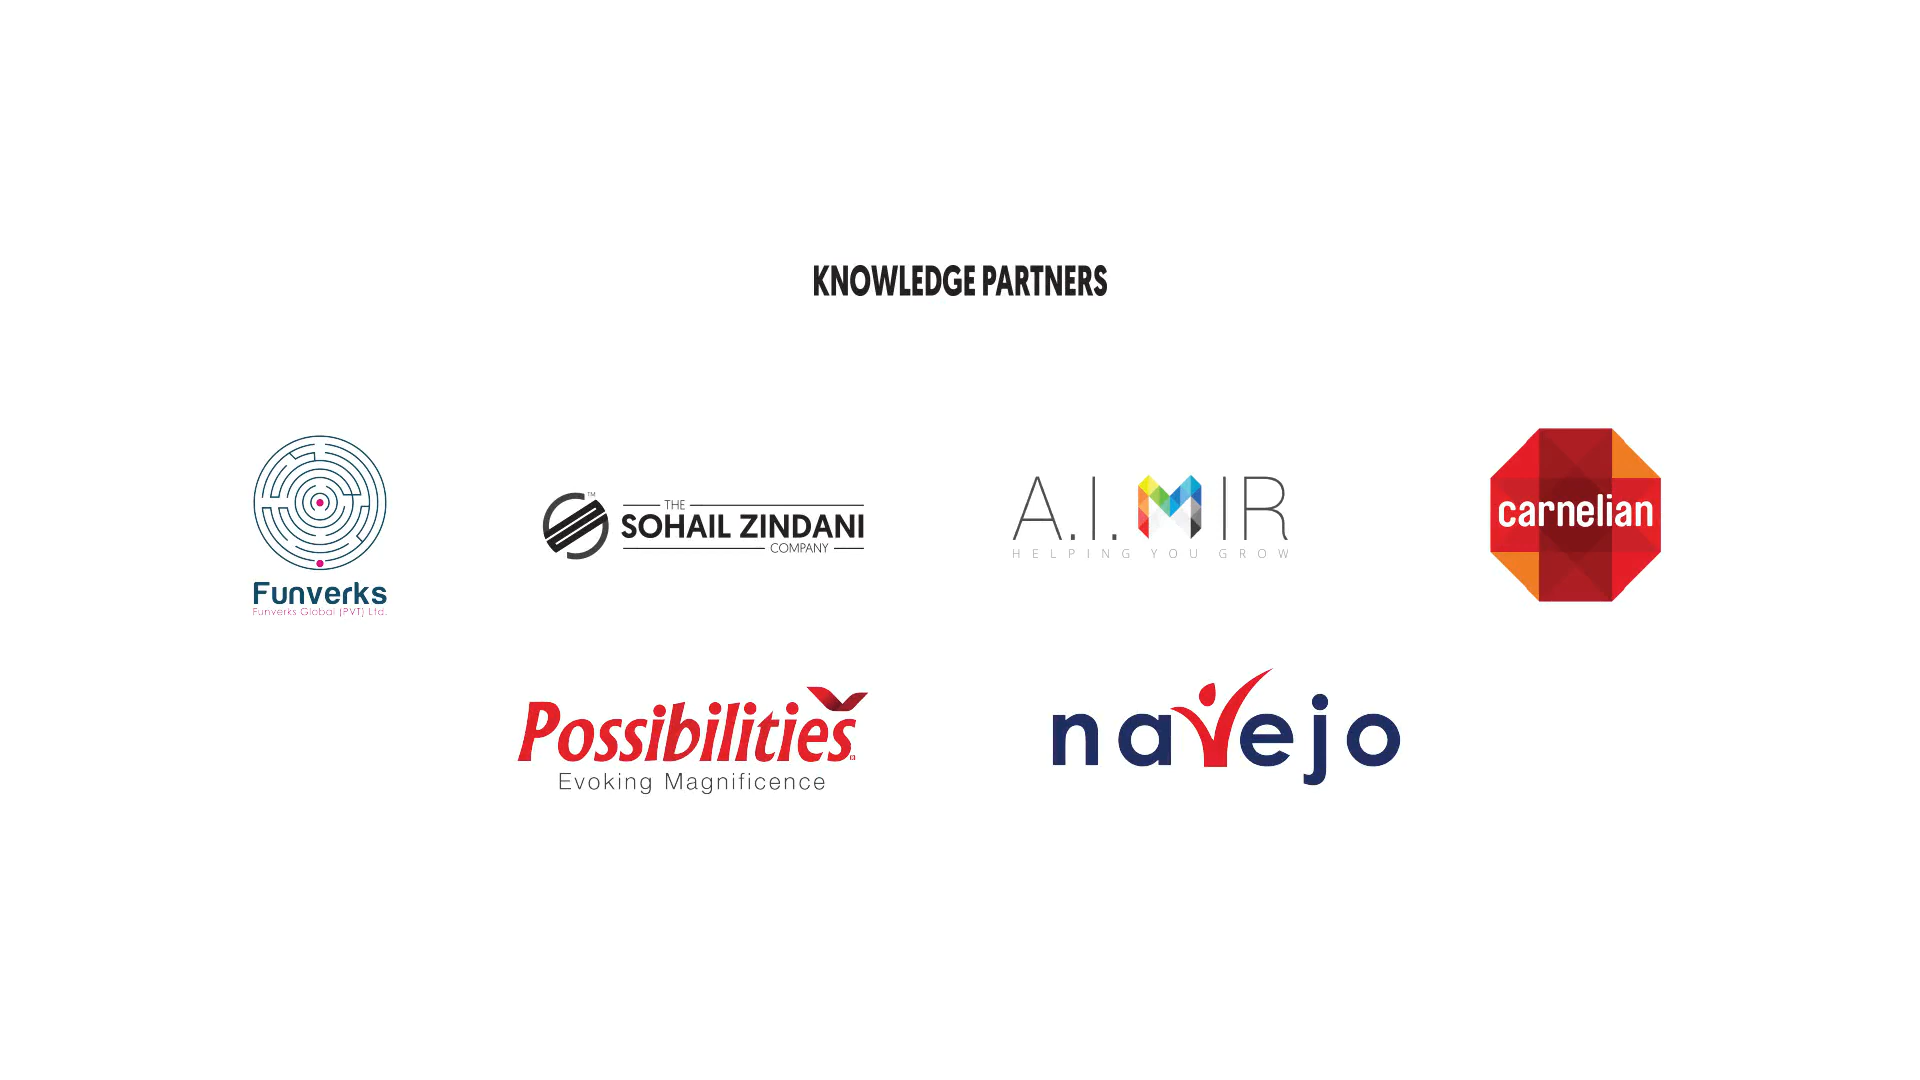 KNOWLEDGE PARTNERS
Funverks
Funverks Global (PVT) Ltd.
THE
SOHAIL ZINDANI
COMPANY
TM
A.I.MIR
HELPING YOU GROW
carnelian
Possibilities
Evoking Magnificence
navejo